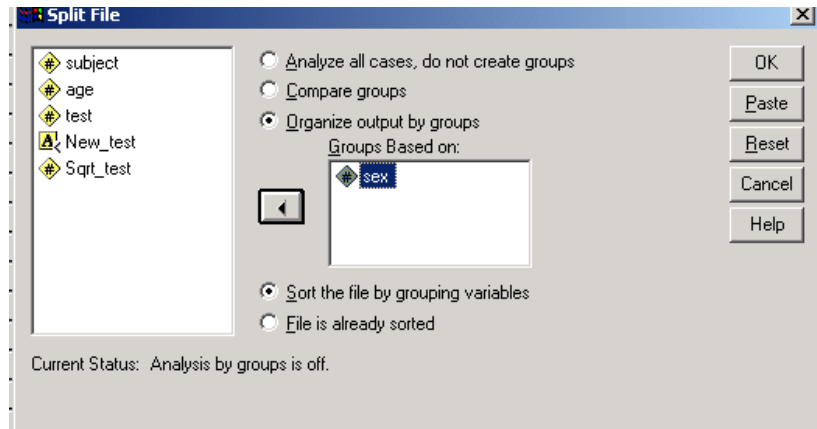 Split File
subject
age
test
New_test
Sqrt_test
Analyze all cases, do not create groups
Compare groups
Organize output by groups
Groups Based on:
sex
Sort the file by grouping variables
File is already sorted
OK
Paste
Reset
Cancel
Help
Current Status: Analysis by groups is off.